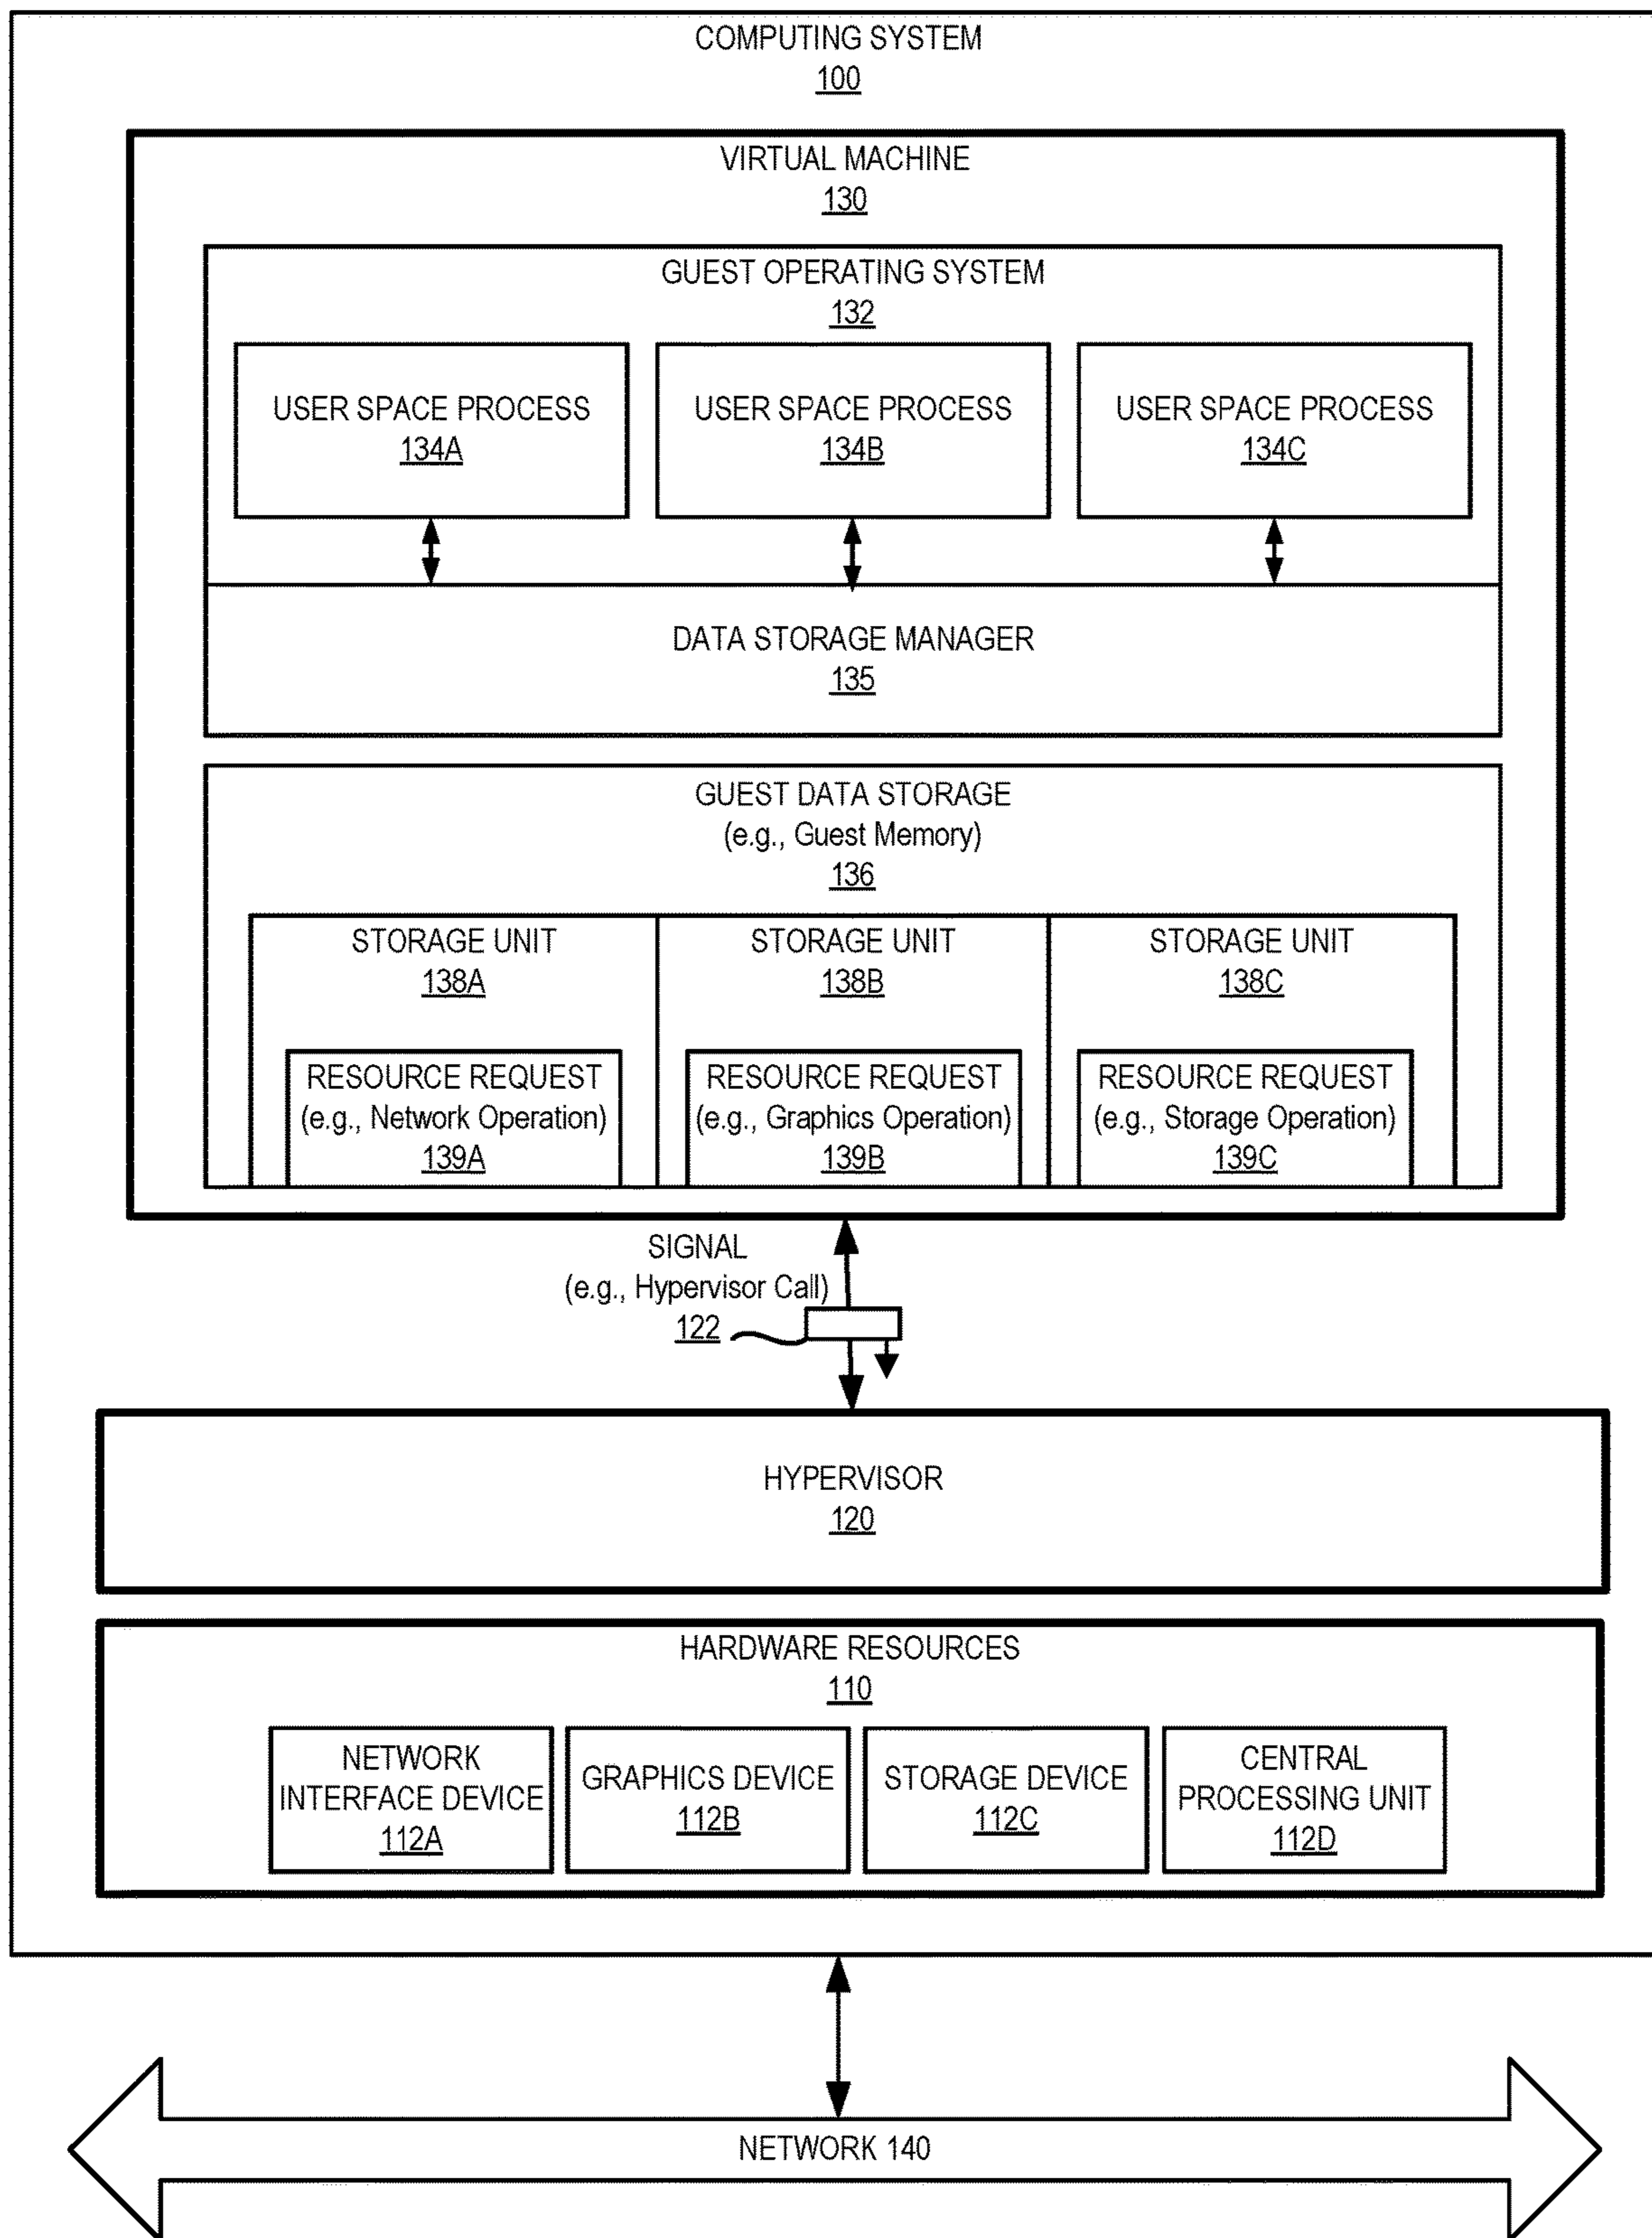 COMPUTING SYSTEM
100
VIRTUAL MACHINE
130
GUEST OPERATING SYSTEM
132
USER SPACE PROCESS
134A
USER SPACE PROCESS
134B
USER SPACE PROCESS
134C
DATA STORAGE MANAGER
135
GUEST DATA STORAGE
(e.g., Guest Memory)
136
STORAGE UNIT
138A
STORAGE UNIT
138B
STORAGE UNIT
138C
RESOURCE REQUEST
(e.g., Network Operation)
139A
RESOURCE REQUEST
(e.g., Graphics Operation)
139B
RESOURCE REQUEST
(e.g., Storage Operation)
139C
SIGNAL
(e.g., Hypervisor Call)
122
HYPERVISOR
120
HARDWARE RESOURCES
110
NETWORK
INTERFACE DEVICE
112A
GRAPHICS DEVICE
112B
STORAGE DEVICE
112C
CENTRAL
PROCESSING UNIT
112D
NETWORK 140